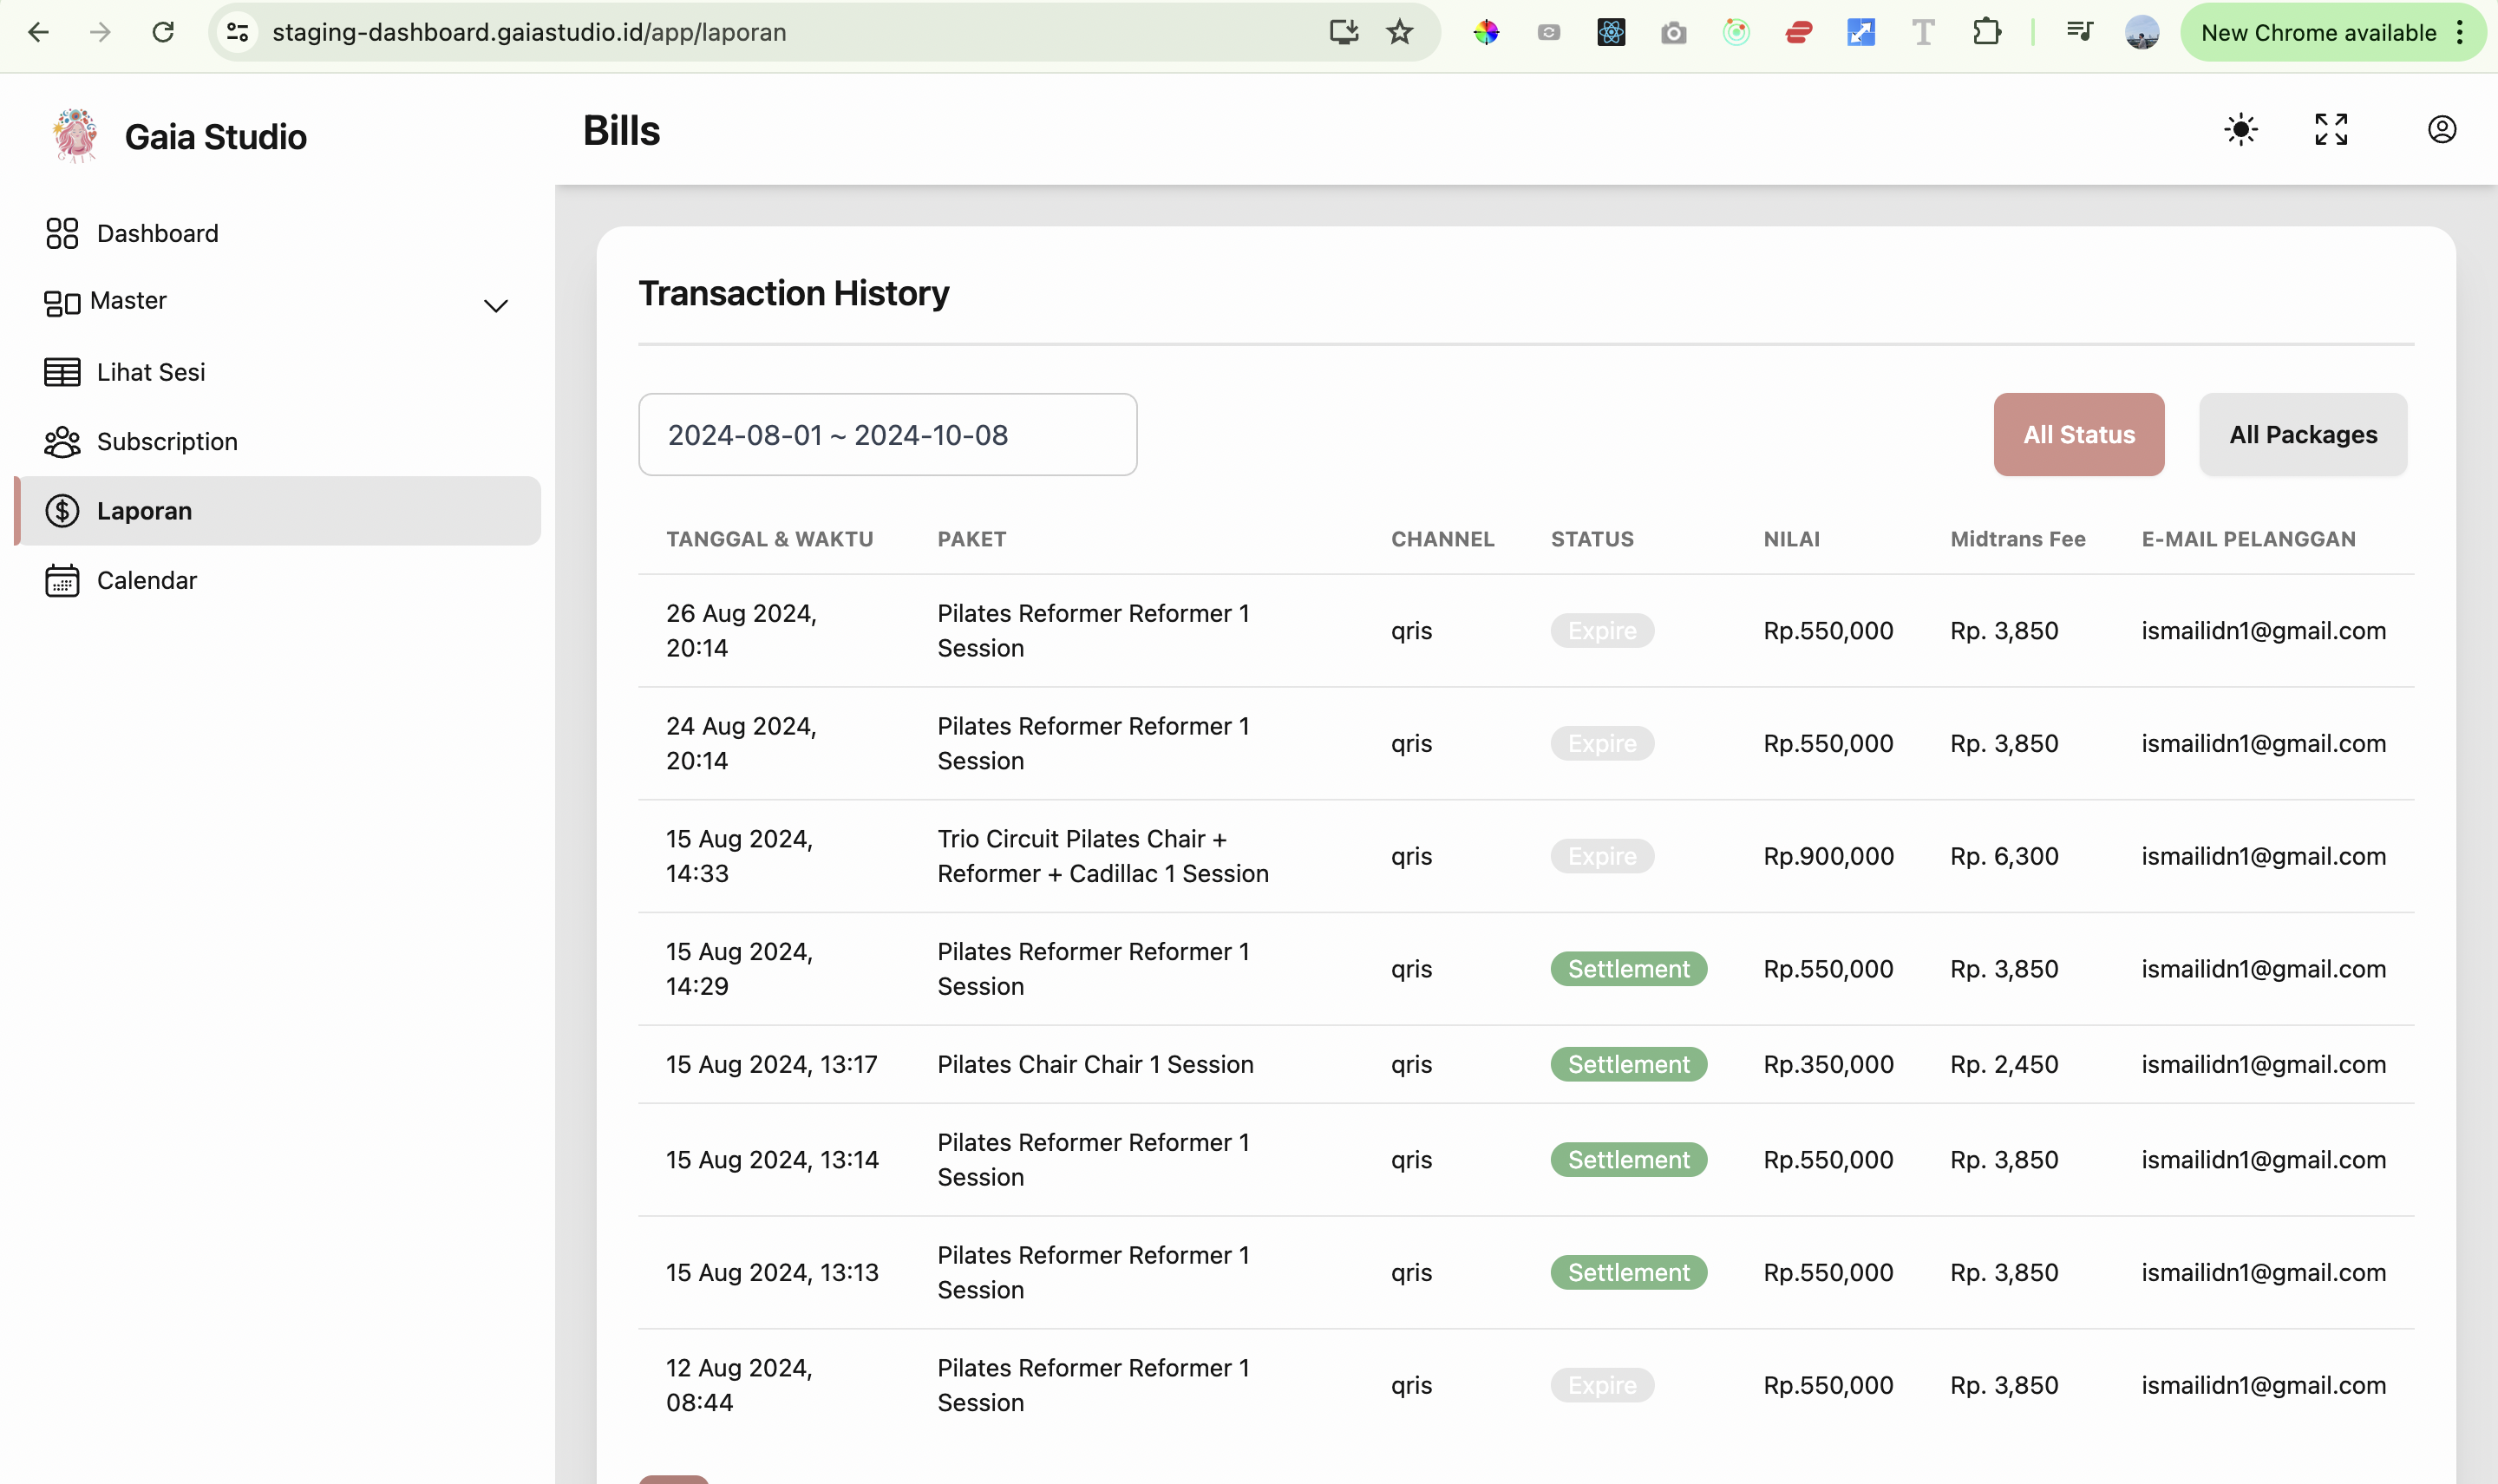 staging-dashboard.gaiastudio.id/app/laporan
New Chrome available
GAIA
Gaia Studio
Bills
Dashboard
Master
Lihat Sesi
Subscription
Laporan
Calendar
Transaction History
2024-08-01 ~ 2024-10-08
All Status
All Packages
TANGGAL & WAKTU PAKET CHANNEL STATUS NILAI Midtrans Fee E-MAIL PELANGGAN
26 Aug 2024,
20:14
Pilates Reformer Reformer 1
Session
qris Expire Rp.550,000 Rp. 3,850 ismailidn1@gmail.com
24 Aug 2024,
20:14
Pilates Reformer Reformer 1
Session
qris Expire Rp.550,000 Rp. 3,850 ismailidn1@gmail.com
15 Aug 2024,
14:33
Trio Circuit Pilates Chair +
Reformer + Cadillac 1 Session
qris Expire Rp.900,000 Rp. 6,300 ismailidn1@gmail.com
15 Aug 2024,
14:29
Pilates Reformer Reformer 1
Session
qris Settlement Rp.550,000 Rp. 3,850 ismailidn1@gmail.com
15 Aug 2024, 13:17 Pilates Chair Chair 1 Session qris Settlement Rp.350,000 Rp. 2,450 ismailidn1@gmail.com
15 Aug 2024, 13:14
Pilates Reformer Reformer 1
Session
qris Settlement Rp.550,000 Rp. 3,850 ismailidn1@gmail.com
15 Aug 2024, 13:13
Pilates Reformer Reformer 1
Session
qris Settlement Rp.550,000 Rp. 3,850 ismailidn1@gmail.com
12 Aug 2024,
08:44
Pilates Reformer Reformer 1
Session
qris Expire Rp.550,000 Rp. 3,850 ismailidn1@gmail.com